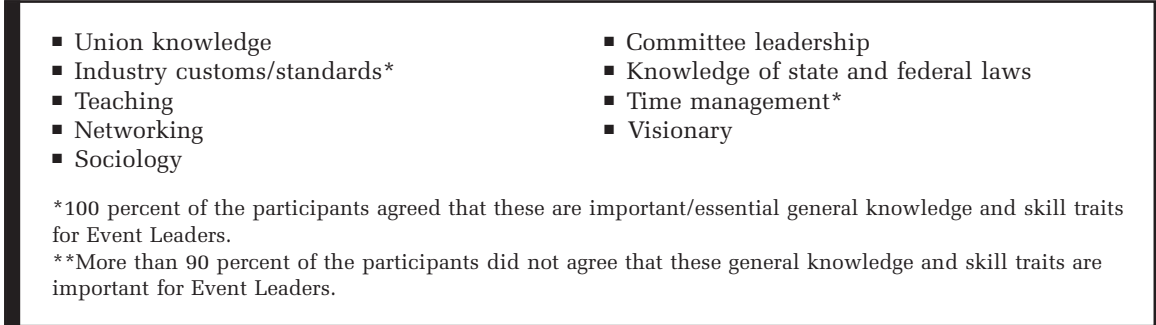 ▪ Union knowledge
▪ Industry customs/standards*
▪ Teaching
▪ Networking
▪ Sociology
▪ Committee leadership
▪ Knowledge of state and federal laws
▪ Time management*
▪ Visionary
*100 percent of the participants agreed that these are important/essential general knowledge and skill traits
for Event Leaders.
**More than 90 percent of the participants did not agree that these general knowledge and skill traits are
important for Event Leaders.